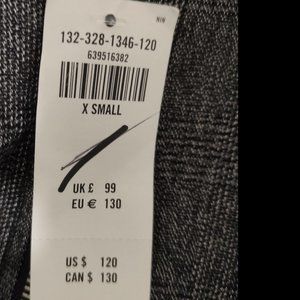 132-328-1346-120
639516382
X SMALL
UK £ 99
EU € 130
US $ 120
CAN $ 130